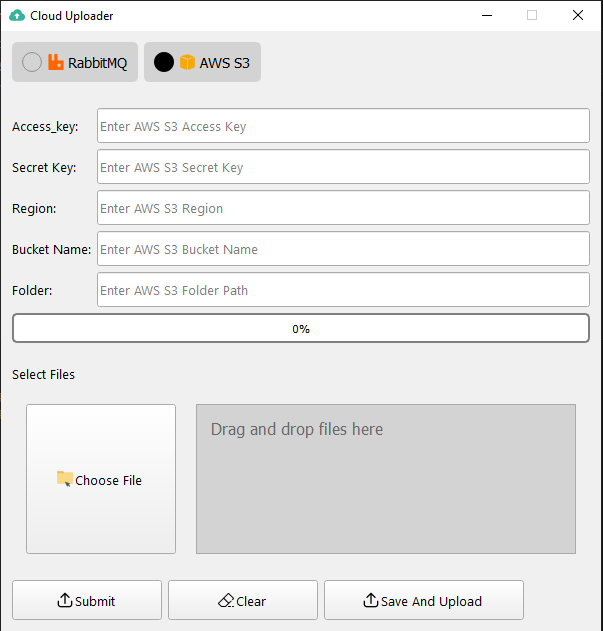 Cloud Uploader
RabbitMQ AWS S3
Access_key: Enter AWS S3 Access Key
Secret Key: Enter AWS S3 Secret Key
Region: Enter AWS S3 Region
Bucket Name: Enter AWS S3 Bucket Name
Folder: Enter AWS S3 Folder Path
0%
Select Files
Drag and drop files here
Choose File
Submit Clear Save And Upload